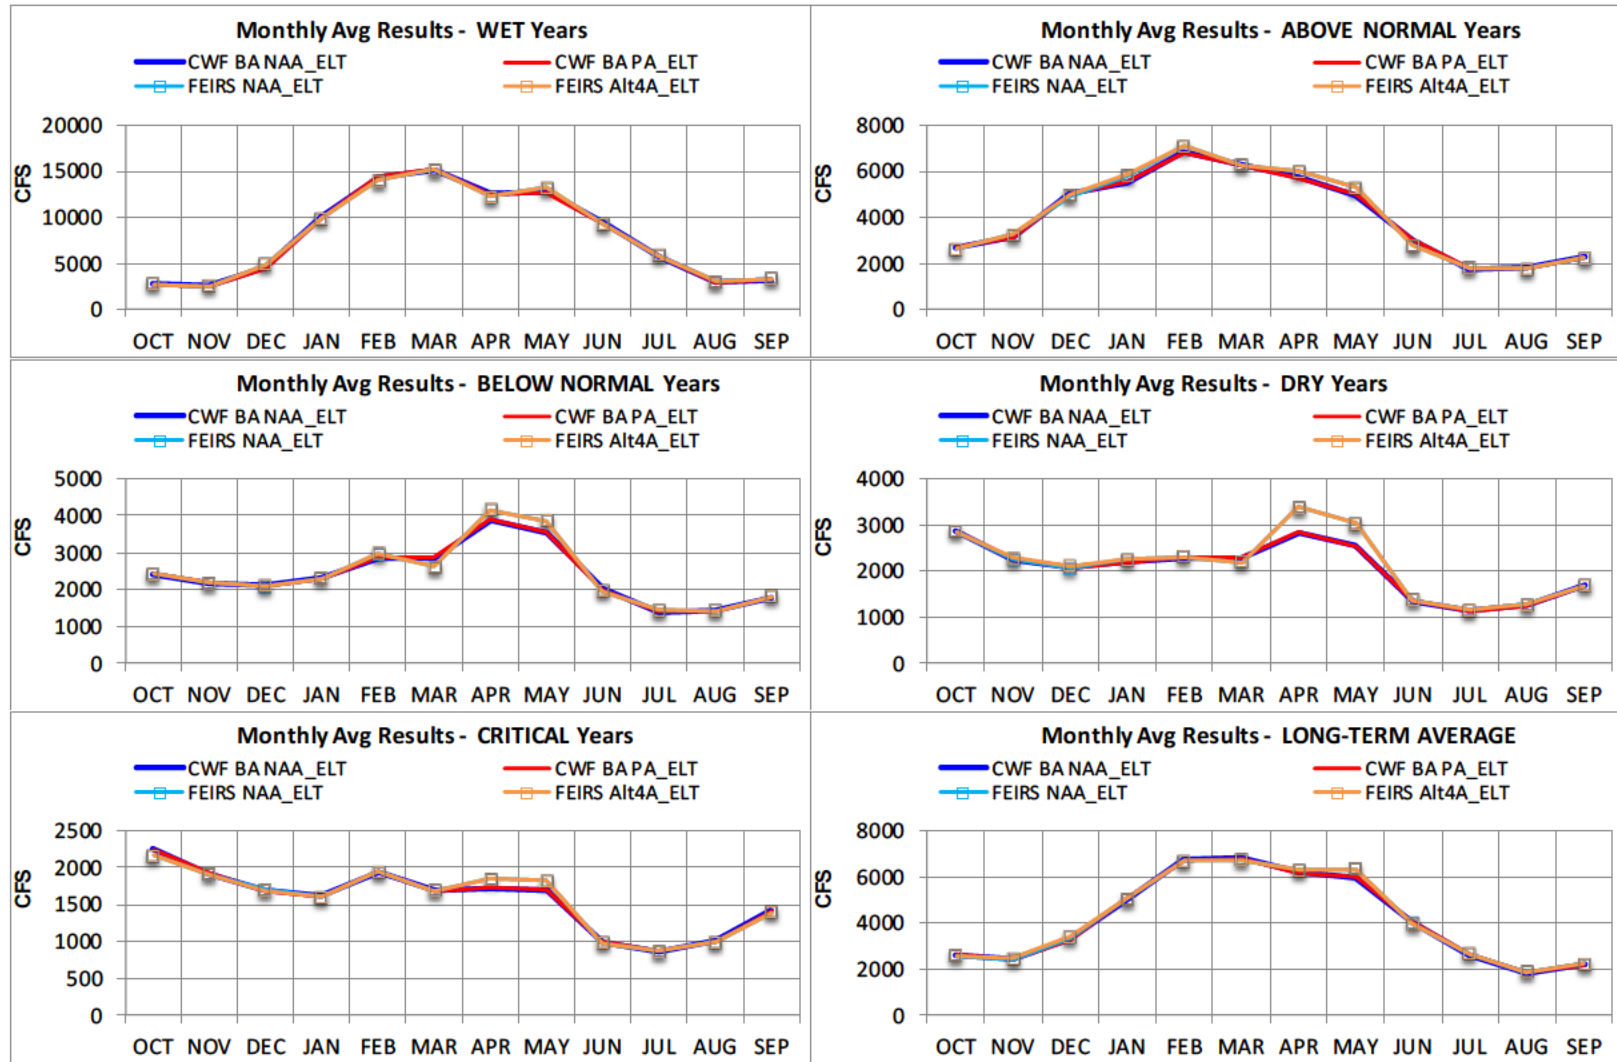 Monthly Avg Results - WET Years
CWF BA NAA_ELT CWF BA PA_ELT
FEIRS NAA_ELT FEIRS Alt4A_ELT
CFS
20000
15000
10000
5000
0
OCT NOV DEC JAN FEB MAR APR MAY JUN JUL AUG SEP
Monthly Avg Results - ABOVE NORMAL Years
CWF BA NAA_ELT CWF BA PA_ELT
FEIRS NAA_ELT FEIRS Alt4A_ELT
CFS
8000
6000
4000
2000
0
OCT NOV DEC JAN FEB MAR APR MAY JUN JUL AUG SEP
Monthly Avg Results - BELOW NORMAL Years
CWF BA NAA_ELT CWF BA PA_ELT
FEIRS NAA_ELT FEIRS Alt4A_ELT
CFS
5000
4000
3000
2000
1000
0
OCT NOV DEC JAN FEB MAR APR MAY JUN JUL AUG SEP
Monthly Avg Results - DRY Years
CWF BA NAA_ELT CWF BA PA_ELT
FEIRS NAA_ELT FEIRS Alt4A_ELT
CFS
4000
3000
2000
1000
0
OCT NOV DEC JAN FEB MAR APR MAY JUN JUL AUG SEP
Monthly Avg Results - CRITICAL Years
CWF BA NAA_ELT CWF BA PA_ELT
FEIRS NAA_ELT FEIRS Alt4A_ELT
CFS
2500
2000
1500
1000
500
0
OCT NOV DEC JAN FEB MAR APR MAY JUN JUL AUG SEP
Monthly Avg Results - LONG-TERM AVERAGE
CWF BA NAA_ELT CWF BA PA_ELT
FEIRS NAA_ELT FEIRS Alt4A_ELT
CFS
8000
6000
4000
2000
0
OCT NOV DEC JAN FEB MAR APR MAY JUN JUL AUG SEP